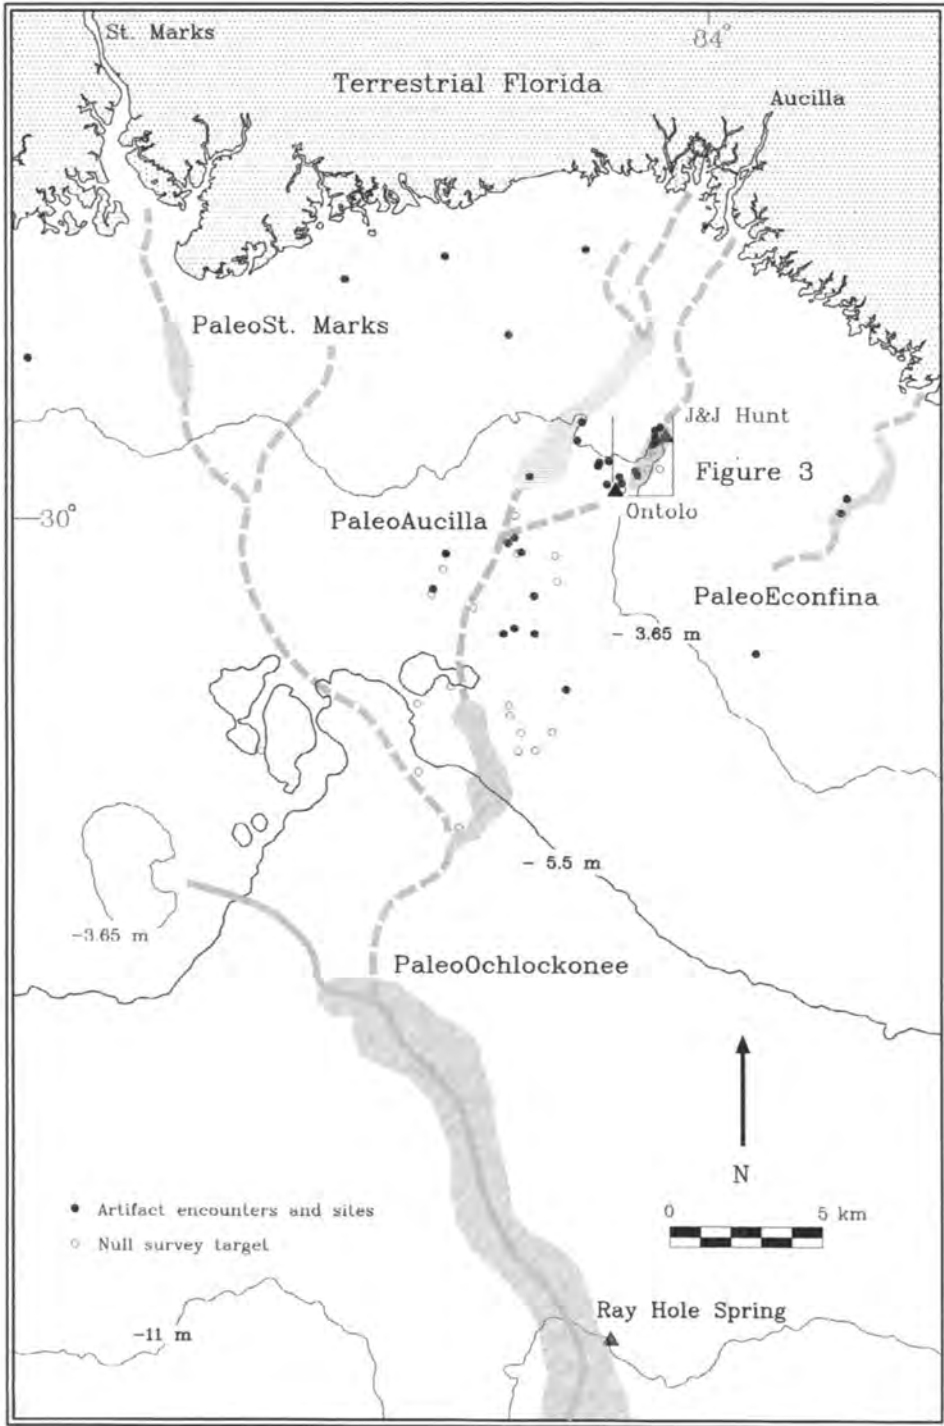 St. Marks
84°
Terrestrial Florida
Aucilla
PaleoSt. Marks
J&J Hunt
Figure 3
30°
PaleoAucilla
Ontolo
PaleoEconfina
- 3.65 m
- 5.5 m
-3.65 m
PaleoOchlockonee
N
Artifact encounters and sites
0 5 km
Null survey target
Ray Hole Spring
-11 m